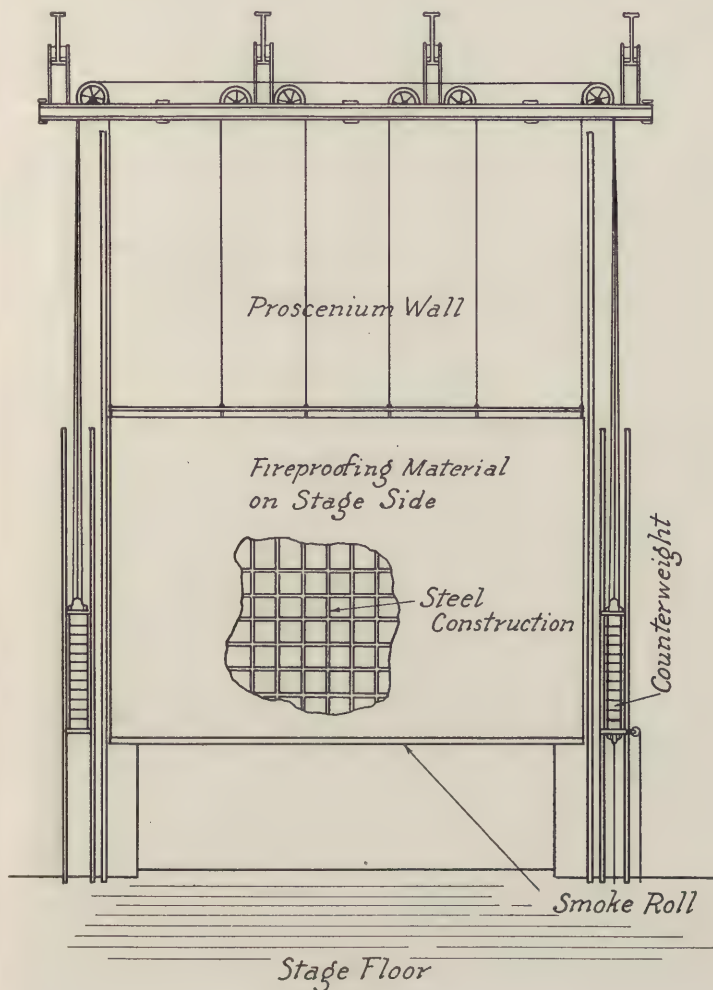 Proscenium Wall
Fireproofing Material
on Stage Side
Steel
Construction
Counterweight
Smoke Roll
Stage Floor